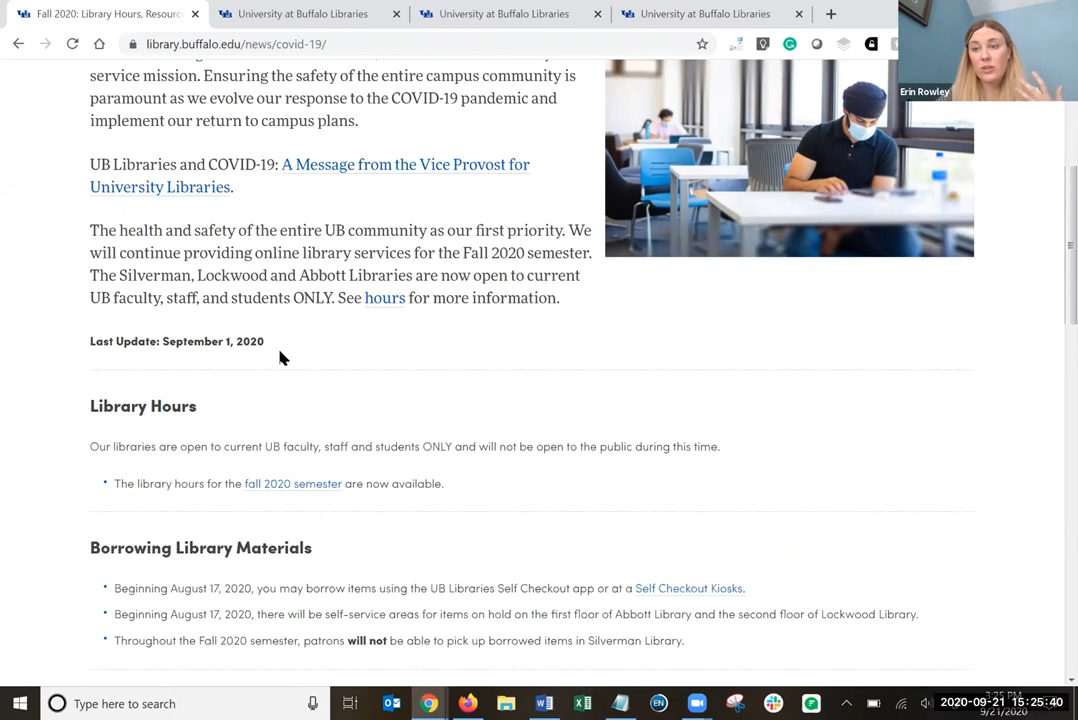 Fall 2020: Library Hours, Resourc
University at Buffalo Libraries
University at Buffalo Libraries
University at Buffalo Libraries
library.buffalo.edu/news/covid-19/
Erin Rowley
service mission. Ensuring the safety of the entire campus community is
paramount as we evolve our response to the COVID-19 pandemic and
implement our return to campus plans.
UB Libraries and COVID-19: A Message from the Vice Provost for
University Libraries.
The health and safety of the entire UB community as our first priority. We
will continue providing online library services for the Fall 2020 semester.
The Silverman, Lockwood and Abbott Libraries are now open to current
UB faculty, staff, and students ONLY. See hours for more information.
Last Update: September 1, 2020
Library Hours
Our libraries are open to current UB faculty, staff and students ONLY and will not be open to the public during this time.
• The library hours for the fall 2020 semester are now available.
Borrowing Library Materials
• Beginning August 17, 2020, you may borrow items using the UB Libraries Self Checkout app or at a Self Checkout Kiosks.
• Beginning August 17, 2020, there will be self-service areas for items on hold on the first floor of Abbott Library and the second floor of Lockwood Library.
• Throughout the Fall 2020 semester, patrons will not be able to pick up borrowed items in Silverman Library.
Type here to search
3:25 PM
2020-09-21 15:25:40
9/21/2020